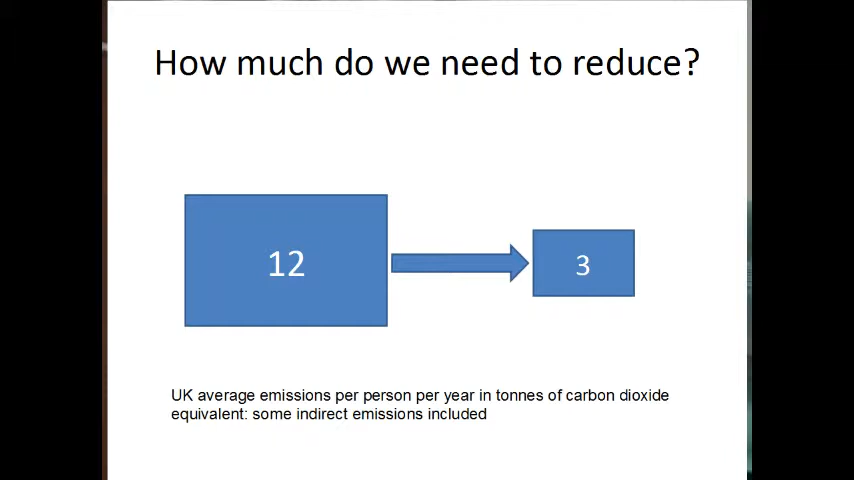 How much do we need to reduce?
12
3
UK average emissions per person per year in tonnes of carbon dioxide
equivalent: some indirect emissions included